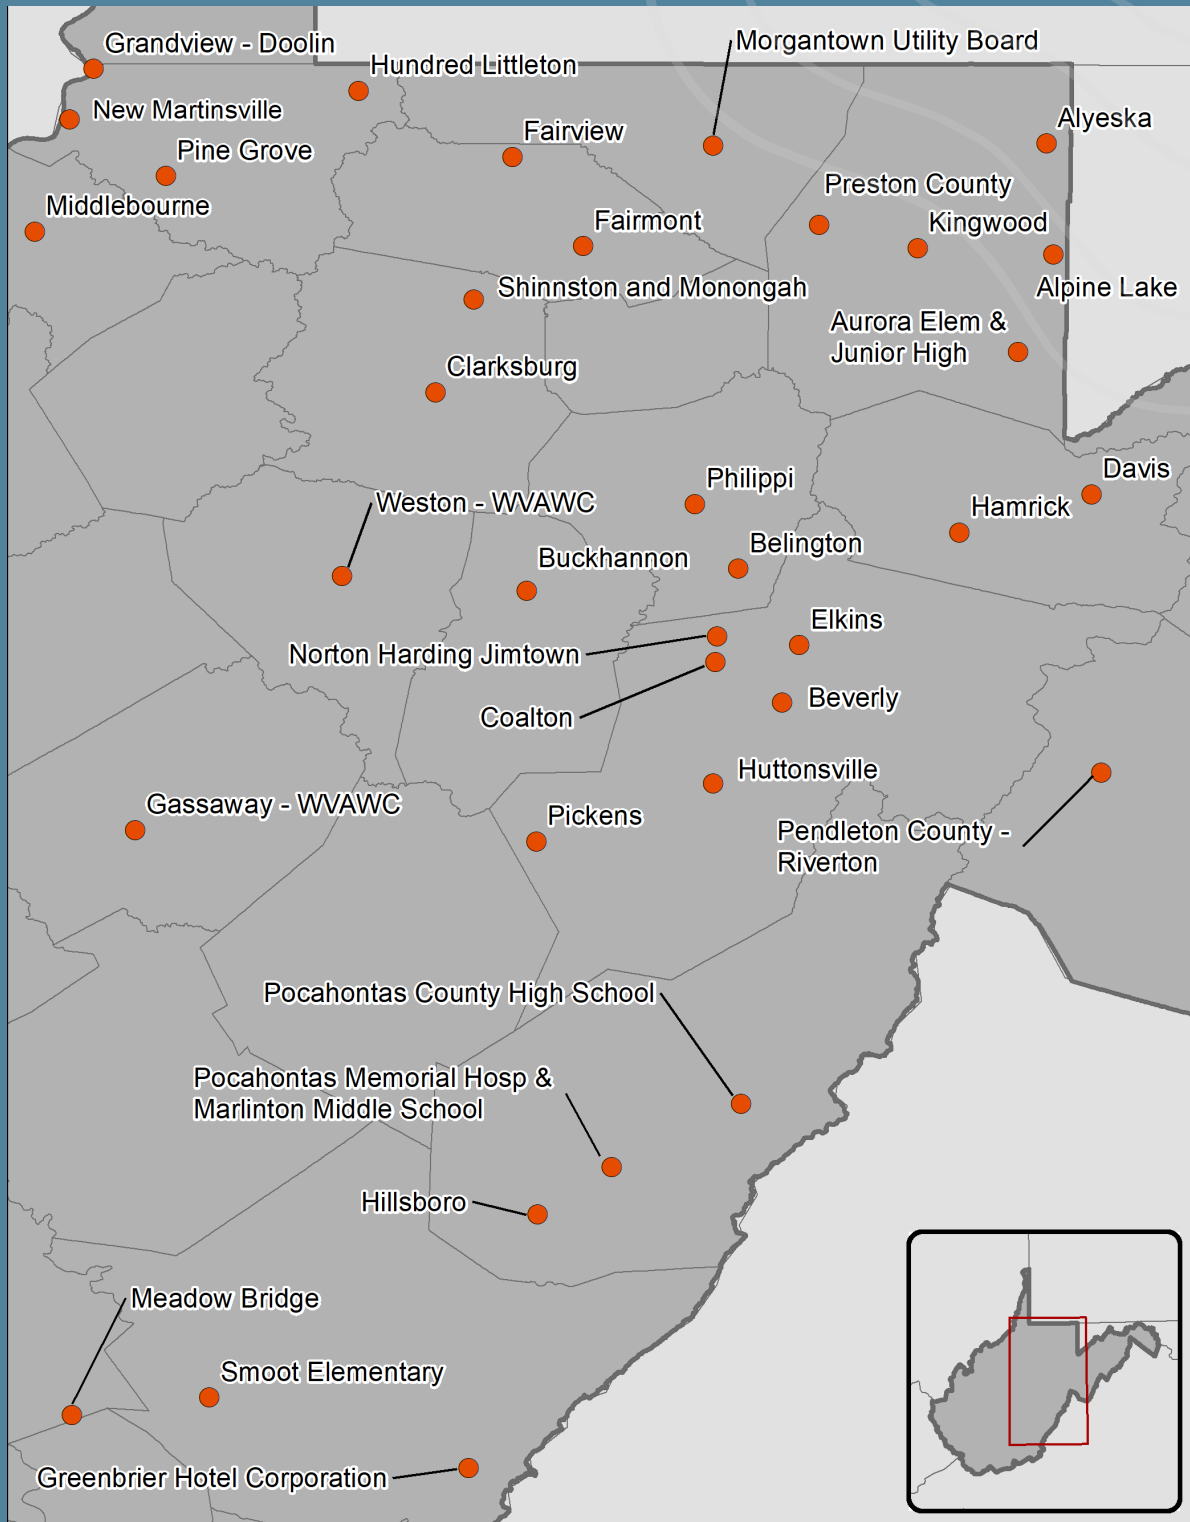 Grandview - Doolin
Morgantown Utility Board
Hundred Littleton
New Martinsville
Alyeska
Fairview
Pine Grove
Preston County
Middlebourne
Fairmont
Kingwood
Shinnston and Monongah
Alpine Lake
Aurora Elem &
Junior High
Clarksburg
Davis
Philippi
Weston - WVAWC
Hamrick
Belington
Buckhannon
Elkins
Norton Harding Jimtown
Beverly
Coalton
Huttonsville
Gassaway - WVAWC
Pickens
Pendleton County -
Riverton
Pocahontas County High School
Pocahontas Memorial Hosp &
Marlinton Middle School
Hillsboro
Meadow Bridge
Smoot Elementary
Greenbrier Hotel Corporation